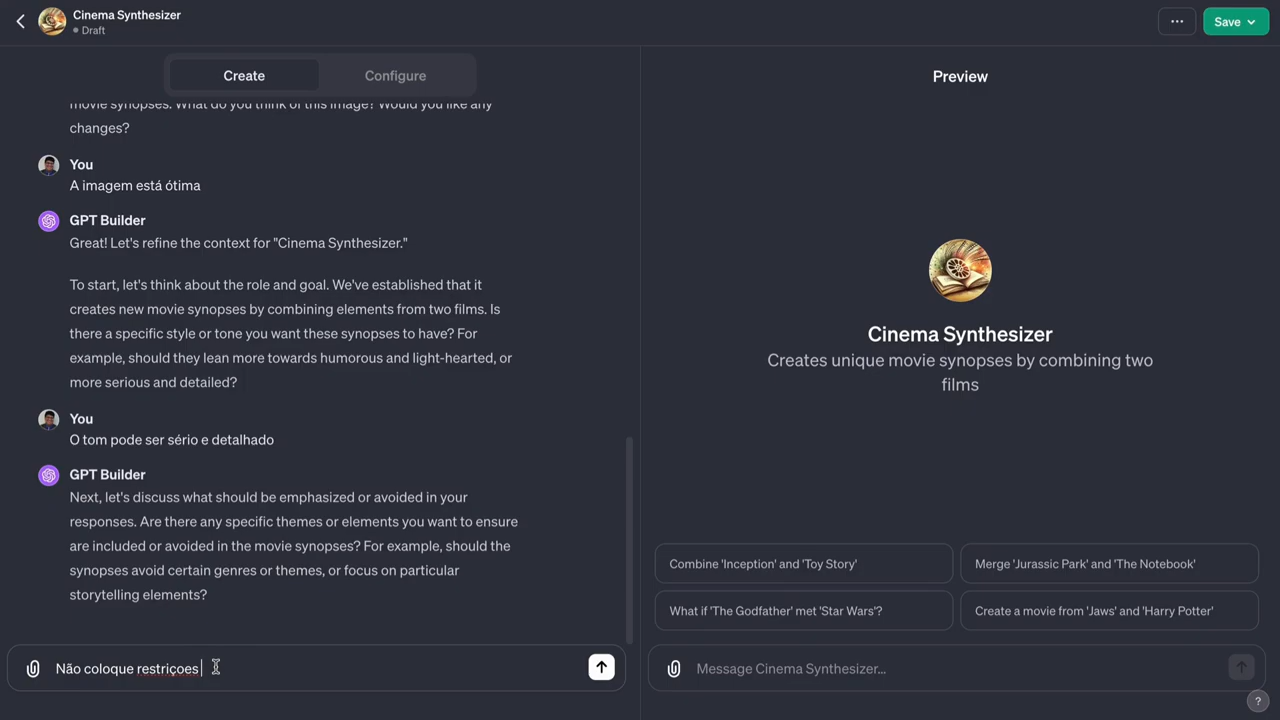 Cinema Synthesizer
Draft
Save
Create
Configure
Preview
movie synopses. What do you think of this image? Would you like any
changes?
You
A imagem está ótima
GPT Builder
Great! Let's refine the context for "Cinema Synthesizer."
To start, let's think about the role and goal. We've established that it
creates new movie synopses by combining elements from two films. Is
there a specific style or tone you want these synopses to have? For
example, should they lean more towards humorous and light-hearted, or
more serious and detailed?
You
O tom pode ser sério e detalhado
GPT Builder
Next, let's discuss what should be emphasized or avoided in your
responses. Are there any specific themes or elements you want to ensure
are included or avoided in the movie synopses? For example, should the
synopses avoid certain genres or themes, or focus on particular
storytelling elements?
Não coloque restriçoes
Cinema Synthesizer
Creates unique movie synopses by combining two
films
Combine 'Inception' and 'Toy Story'
Merge 'Jurassic Park' and 'The Notebook'
What if 'The Godfather' met 'Star Wars'?
Create a movie from 'Jaws' and 'Harry Potter'
Message Cinema Synthesizer...
?